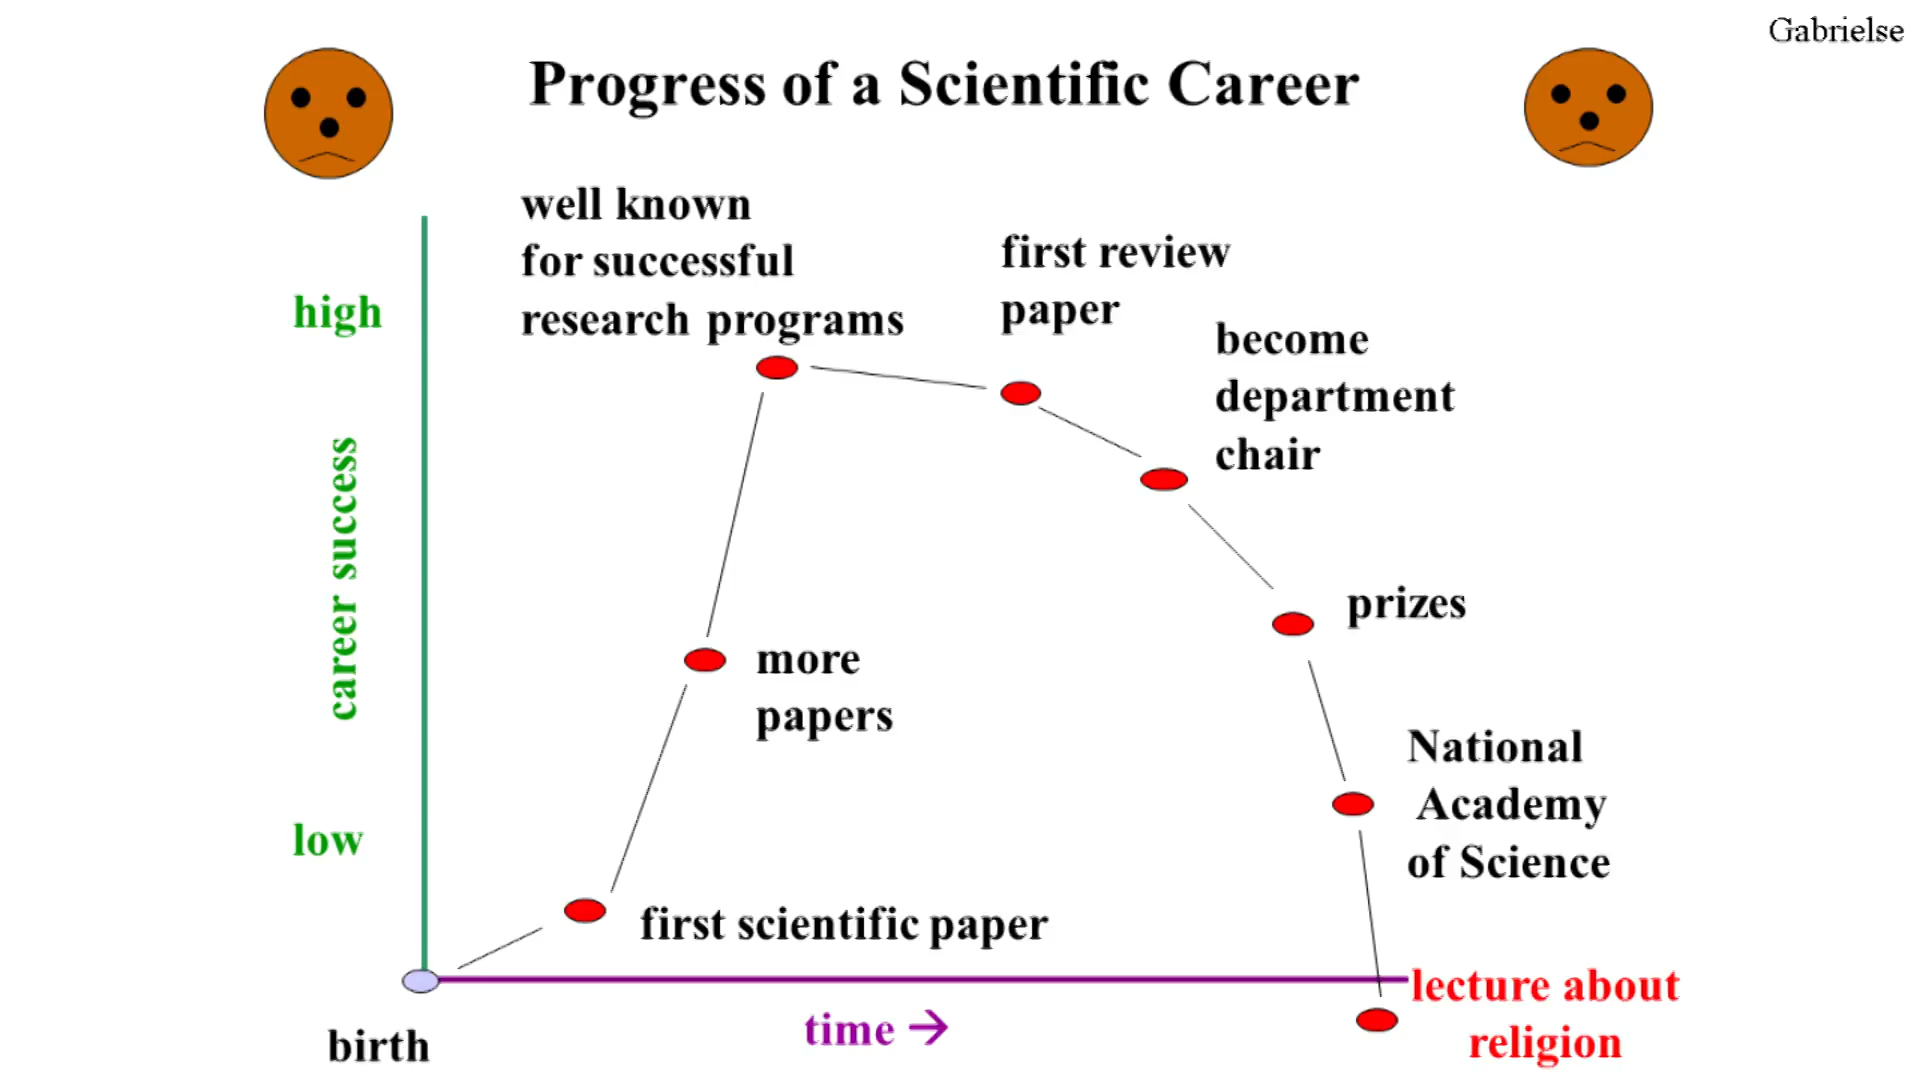 Gabrielse
Progress of a Scientific Career
well known
for successful
research programs
first review
paper
become
department
chair
high
career success
low
prizes
more
papers
National
Academy
of Science
first scientific paper
lecture about
religion
time →
birth